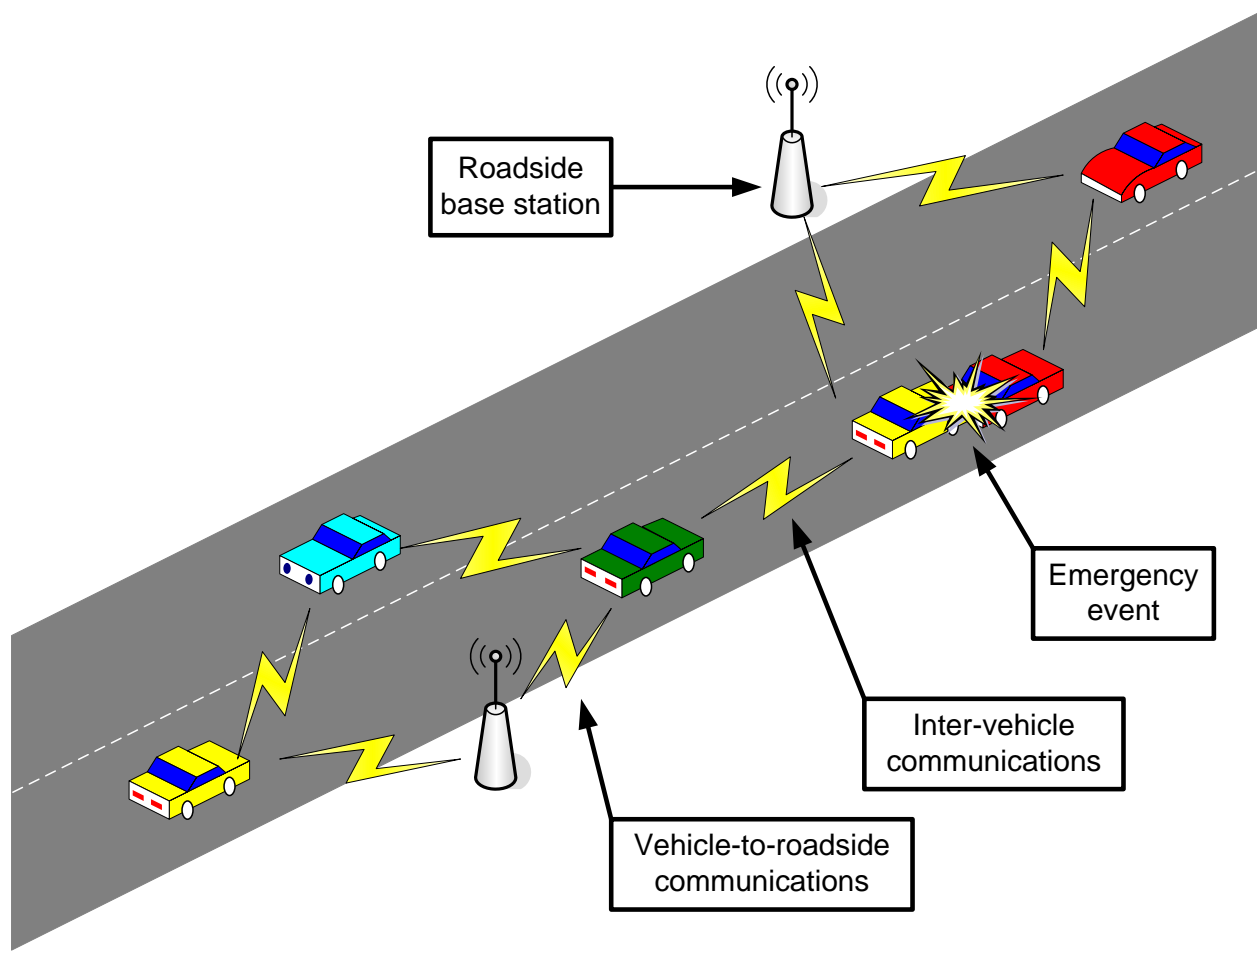 Roadside
base station
Emergency
event
Inter-vehicle
communications
Vehicle-to-roadside
communications